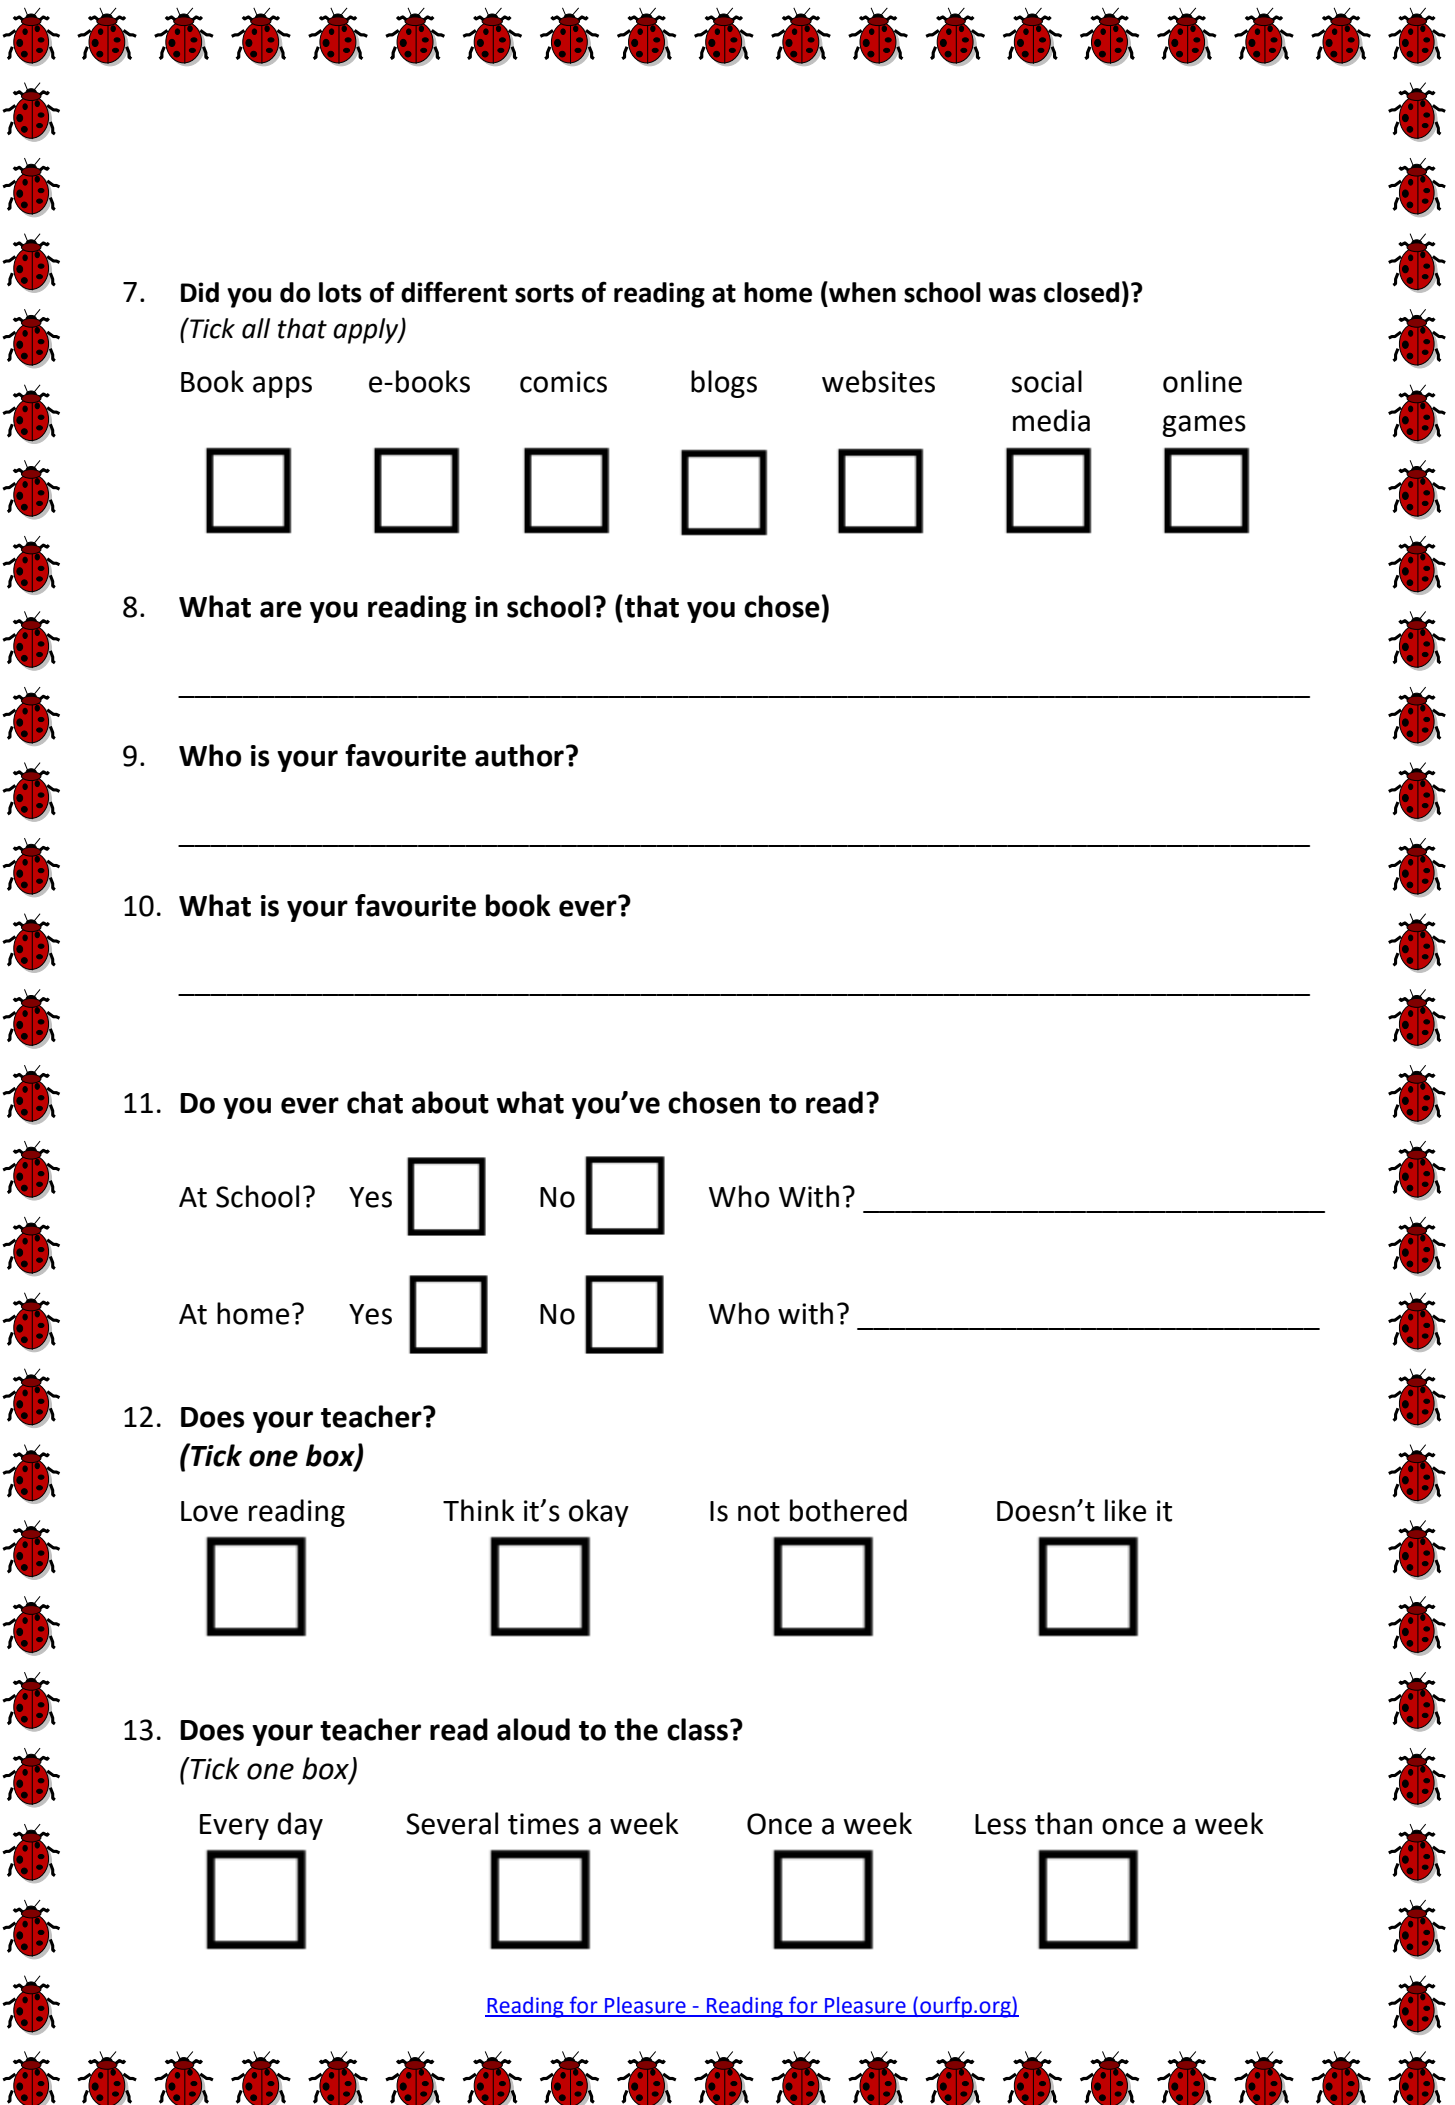 7. Did you do lots of different sorts of reading at home (when school was closed)?
(Tick all that apply)
Book apps e-books comics blogs websites social media online games
8. What are you reading in school? (that you chose)
9. Who is your favourite author?
10. What is your favourite book ever?
11. Do you ever chat about what you’ve chosen to read?
At School? Yes No Who With?
At home? Yes No Who with?
12. Does your teacher?
(Tick one box)
Love reading Think it’s okay Is not bothered Doesn’t like it
13. Does your teacher read aloud to the class?
(Tick one box)
Every day Several times a week Once a week Less than once a week
Reading for Pleasure - Reading for Pleasure (ourfp.org)